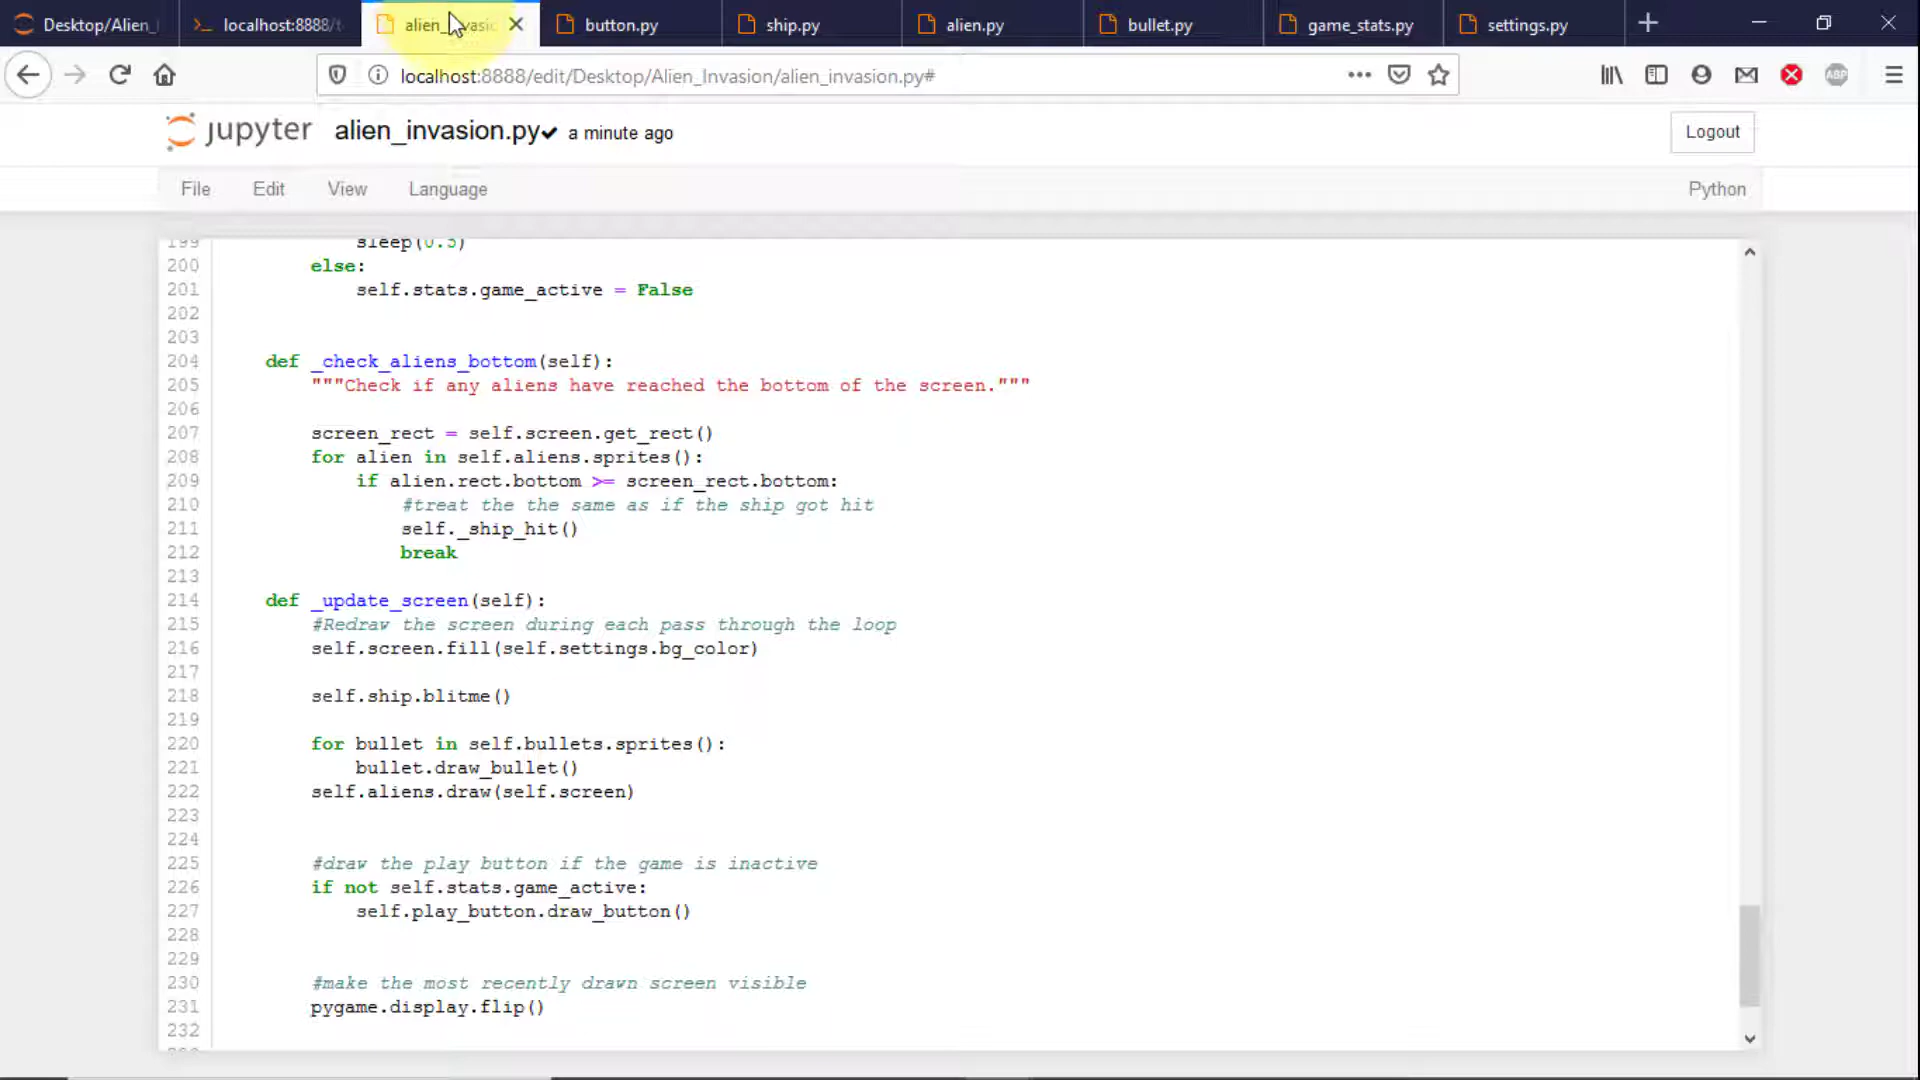 Desktop/Alien_I
localhost:8888/t
alien_invasio
button.py
ship.py
alien.py
bullet.py
game_stats.py
settings.py
localhost:8888/edit/Desktop/Alien_Invasion/alien_invasion.py#
ABP
jupyter alien_invasion.py✔ a minute ago
Logout
File Edit View Language
Python
199 sleep(0.5)
200 else:
201 self.stats.game_active = False
202
203
204 def _check_aliens_bottom(self):
205 """Check if any aliens have reached the bottom of the screen."""
206
207 screen_rect = self.screen.get_rect()
208 for alien in self.aliens.sprites():
209 if alien.rect.bottom >= screen_rect.bottom:
210 #treat the the same as if the ship got hit
211 self._ship_hit()
212 break
213
214 def _update_screen(self):
215 #Redraw the screen during each pass through the loop
216 self.screen.fill(self.settings.bg_color)
217
218 self.ship.blitme()
219
220 for bullet in self.bullets.sprites():
221 bullet.draw_bullet()
222 self.aliens.draw(self.screen)
223
224
225 #draw the play button if the game is inactive
226 if not self.stats.game_active:
227 self.play_button.draw_button()
228
229
230 #make the most recently drawn screen visible
231 pygame.display.flip()
232